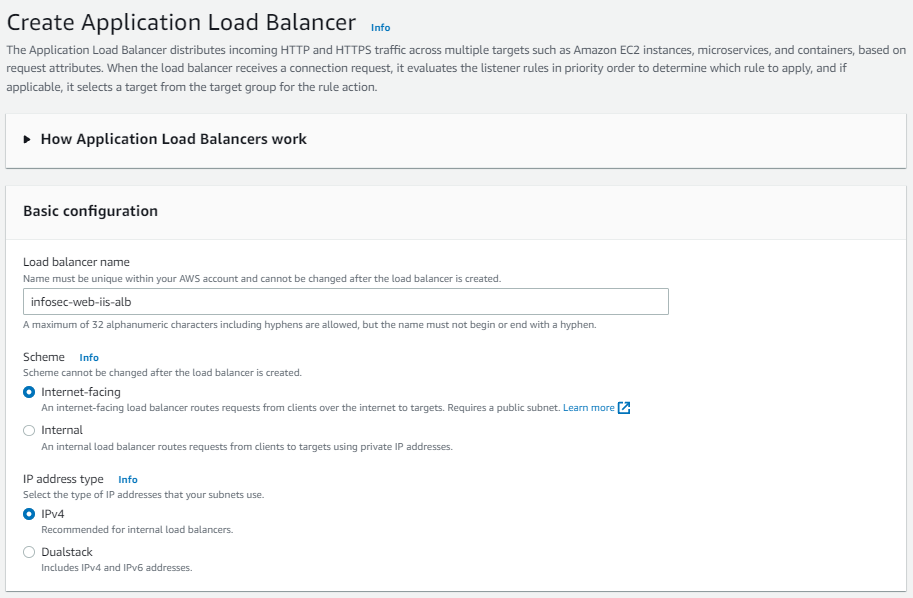 Create Application Load Balancer Info
The Application Load Balancer distributes incoming HTTP and HTTPS traffic across multiple targets such as Amazon EC2 instances, microservices, and containers, based on
request attributes. When the load balancer receives a connection request, it evaluates the listener rules in priority order to determine which rule to apply, and if
applicable, it selects a target from the target group for the rule action.
How Application Load Balancers work
Basic configuration
Load balancer name
Name must be unique within your AWS account and cannot be changed after the load balancer is created.
infosec-web-iis-alb
A maximum of 32 alphanumeric characters including hyphens are allowed, but the name must not begin or end with a hyphen.
Scheme Info
Scheme cannot be changed after the load balancer is created.
Internet-facing
An internet-facing load balancer routes requests from clients over the internet to targets. Requires a public subnet. Learn more
Internal
An internal load balancer routes requests from clients to targets using private IP addresses.
IP address type Info
Select the type of IP addresses that your subnets use.
IPv4
Recommended for internal load balancers.
Dualstack
Includes IPv4 and IPv6 addresses.